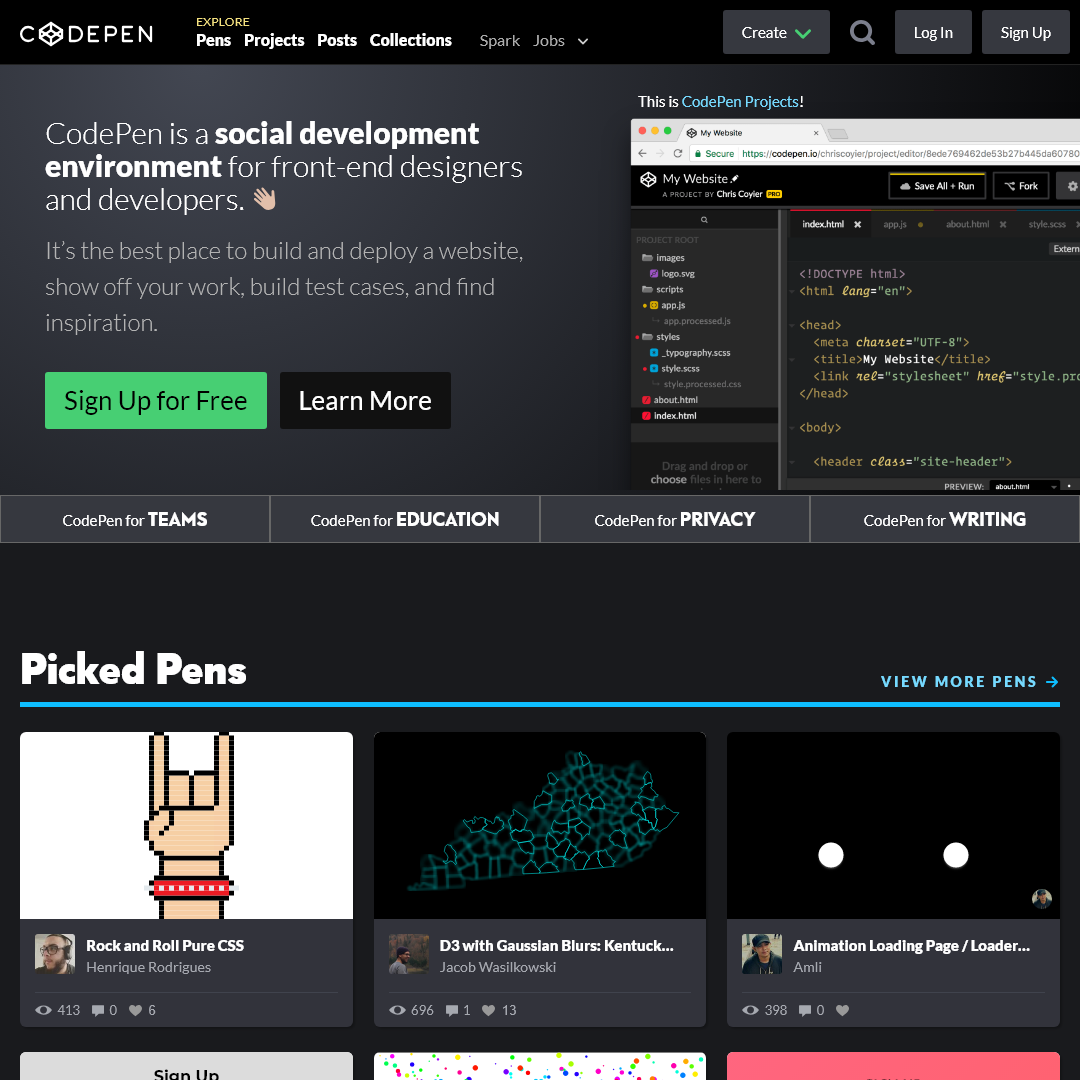 CODEPEN
EXPLORE
Pens Projects Posts Collections Spark Jobs
Create
Log In
Sign Up
CodePen is a social development
environment for front-end designers
and developers.
It's the best place to build and deploy a website,
show off your work, build test cases, and find
inspiration.
Sign Up for Free
Learn More
This is CodePen Projects!
My Website
Secure https://codepen.io/chriscoyier/project/editor/8ede769462de53b27b445da60780
My Website
A PROJECT BY Chris Coyier PRO
Save All + Run
Fork
PROJECT ROOT
images
logo.svg
scripts
app.js
app.processed.js
styles
_typography.scss
style.scss
style.processed.css
about.html
index.html
Drag and drop or
choose files in here to
index.html app.js about.html style.scss
Extern
<!DOCTYPE html>
<html lang="en">
<head>
<meta charset="UTF-8">
<title>My Website</title>
<link rel="stylesheet" href="style.pro
</head>
<body>
<header class="site-header">
PREVIEW: about.html
CodePen for TEAMS
CodePen for EDUCATION
CodePen for PRIVACY
CodePen for WRITING
Picked Pens
VIEW MORE PENS →
Rock and Roll Pure CSS
Henrique Rodrigues
413 0 6
D3 with Gaussian Blurs: Kentuck...
Jacob Wasilkowski
696 1 13
Animation Loading Page / Loader...
Amli
398 0
Sign Up